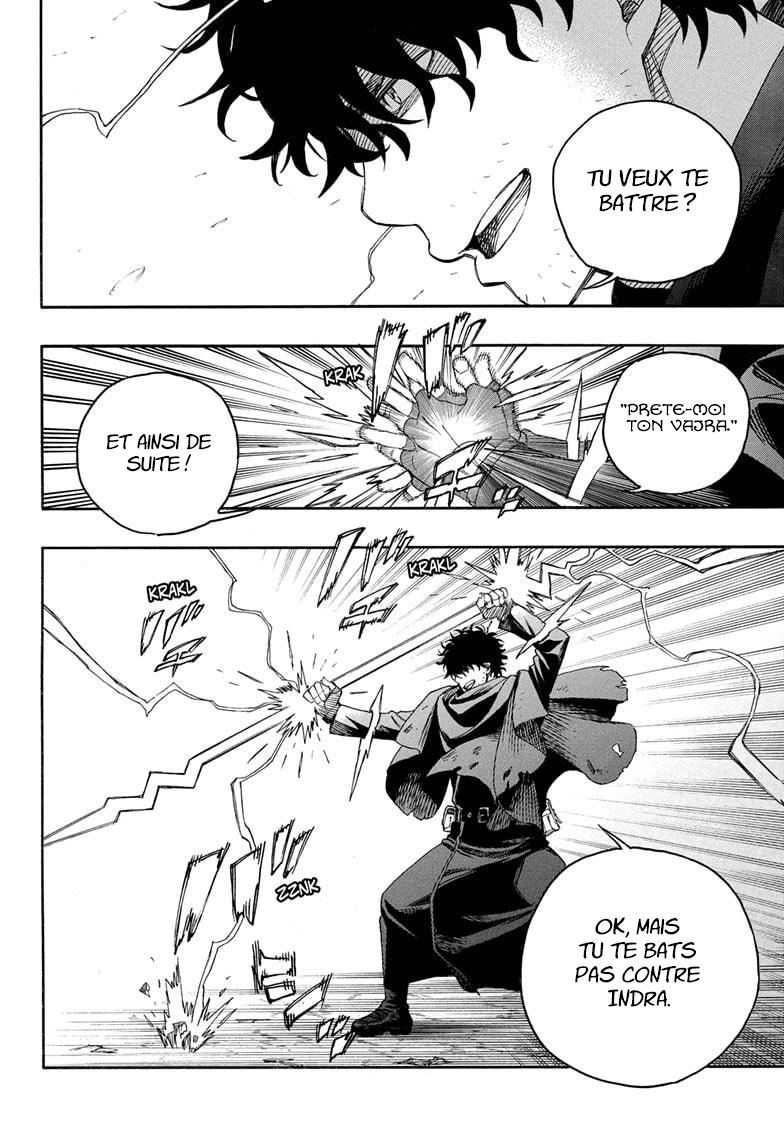 TU VEUX TE
BATTRE ?
KRAK
"PRETE-MOI
TON VAJRA."
ET AINSI DE
SUITE !
KRAKL
KRAKL
ZZNK
OK, MAIS
TU TE BATS
PAS CONTRE
INDRA.